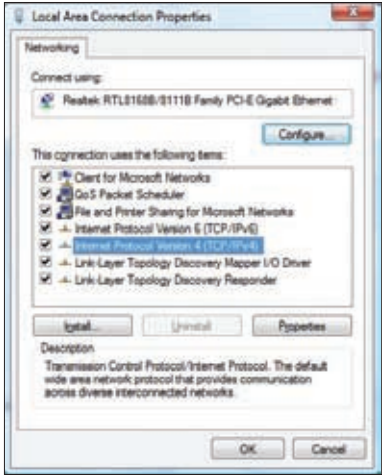 Local Area Connection Properties
Networking
Connect using:
Realtek RTL8168B/8111B Family PCI-E Gigabit Ethernet
Configure...
This connection uses the following items:
Client for Microsoft Networks
QoS Packet Scheduler
File and Printer Sharing for Microsoft Networks
Internet Protocol Version 6 (TCP/IPv6)
Internet Protocol Version 4 (TCP/IPv4)
Link-Layer Topology Discovery Mapper I/O Driver
Link-Layer Topology Discovery Responder
Install... Uninstall Properties
Description
Transmission Control Protocol/Internet Protocol. The default
wide area network protocol that provides communication
across diverse interconnected networks.
OK Cancel